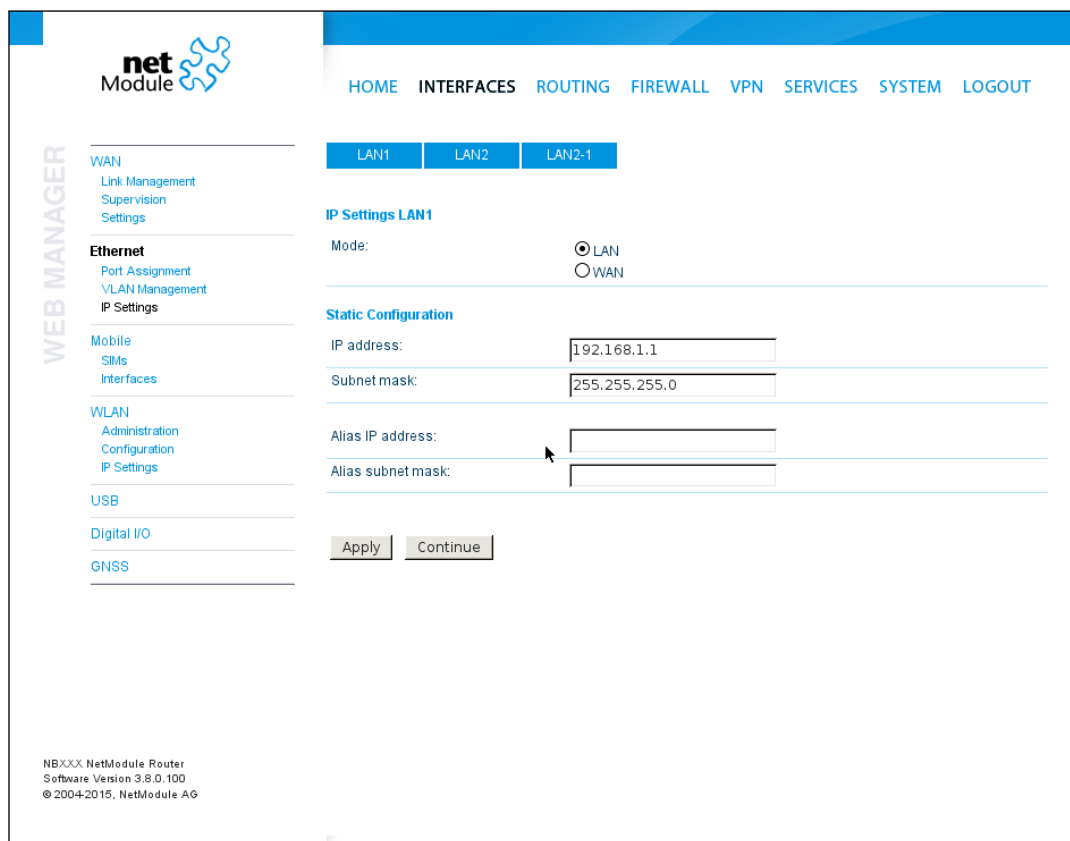 net
Module
HOME INTERFACES ROUTING FIREWALL VPN SERVICES SYSTEM LOGOUT
WEB MANAGER
WAN
Link Management
Supervision
Settings
Ethernet
Port Assignment
VLAN Management
IP Settings
Mobile
SIMs
Interfaces
WLAN
Administration
Configuration
IP Settings
USB
Digital I/O
GNSS
LAN1 LAN2 LAN2-1
IP Settings LAN1
Mode:
LAN
WAN
Static Configuration
IP address: 192.168.1.1
Subnet mask: 255.255.255.0
Alias IP address:
Alias subnet mask:
Apply Continue
NBXXX NetModule Router
Software Version 3.8.0.100
© 2004-2015, NetModule AG